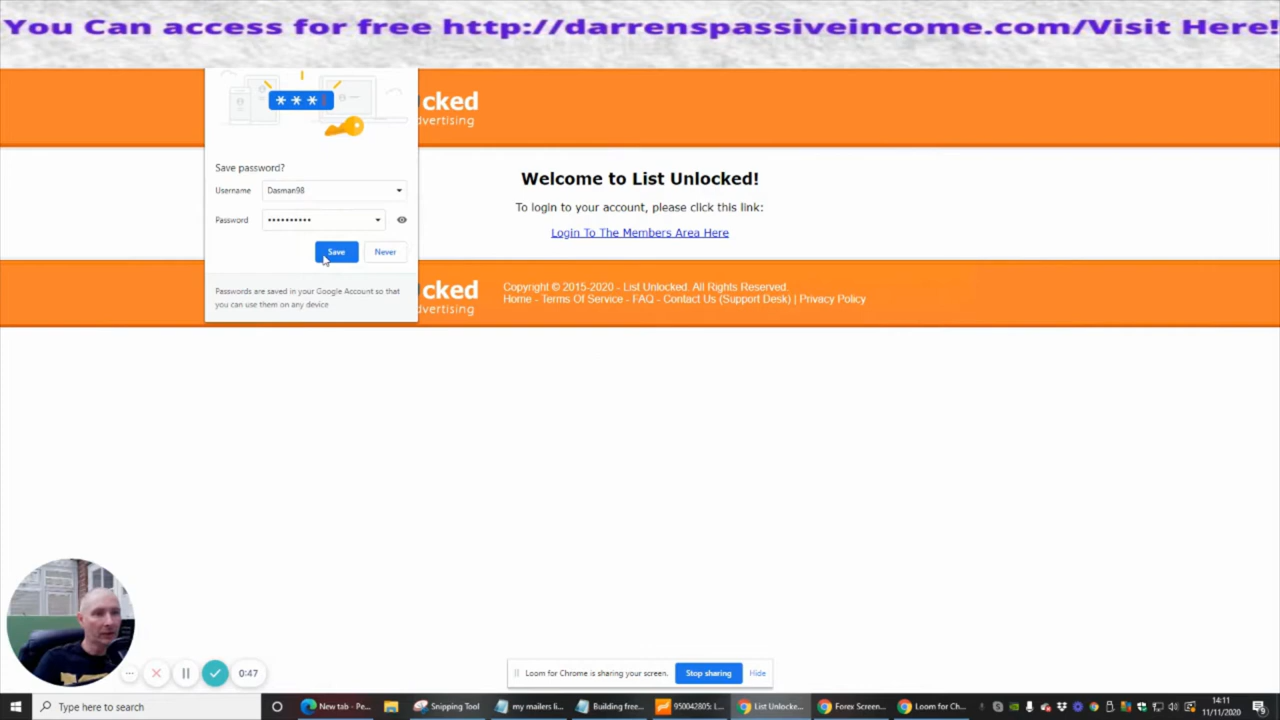 You Can access for free http://darrenspassiveincome.com/Visit Here!
cked
dvertising
* * *
Save password?
Username Dasman98
Password ••••••••••
Save Never
Passwords are saved in your Google Account so that
you can use them on any device
Welcome to List Unlocked!
To login to your account, please click this link:
Login To The Members Area Here
cked
dvertising
Copyright © 2015-2020 - List Unlocked. All Rights Reserved.
Home - Terms Of Service - FAQ - Contact Us (Support Desk) | Privacy Policy
0:47
Loom for Chrome is sharing your screen. Stop sharing Hide
Type here to search
New tab - Pe...
Snipping Tool
my mailers li...
Building free...
950042805: L...
List Unlocke...
Forex Screen...
Loom for Ch...
14:11
11/11/2020